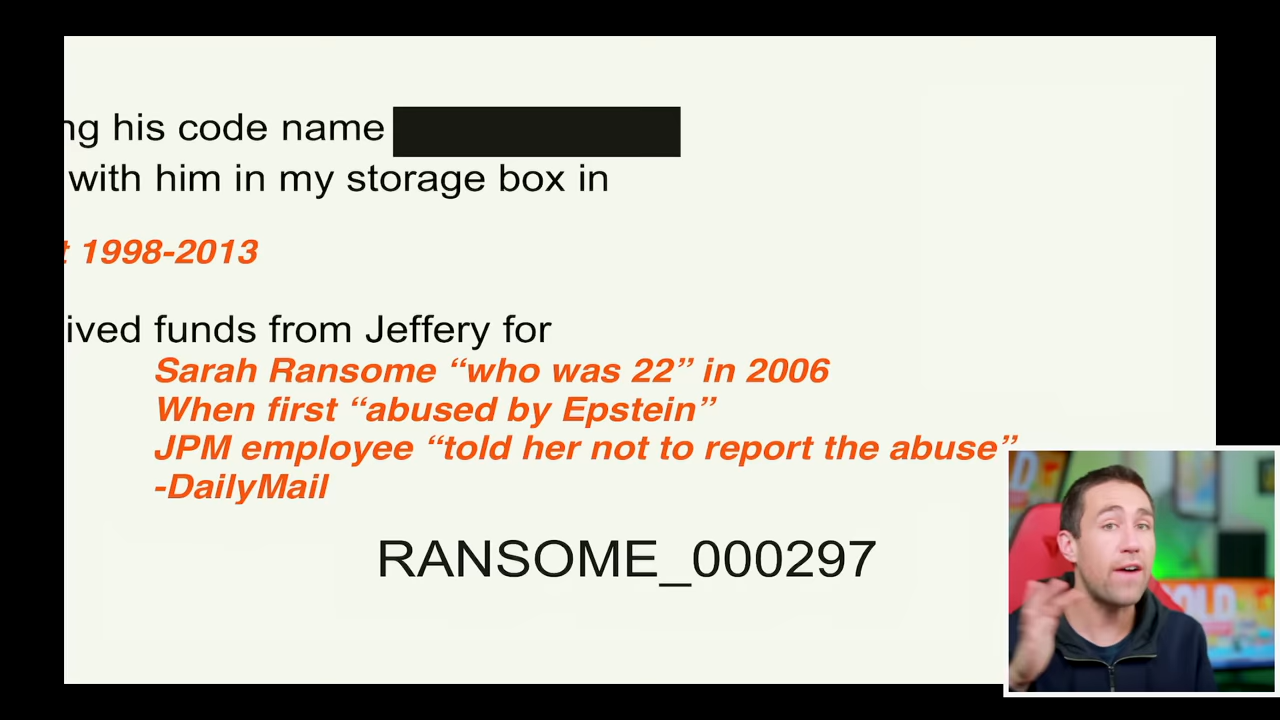 ng his code name
with him in my storage box in
t 1998-2013
ived funds from Jeffery for
Sarah Ransome “who was 22” in 2006
When first “abused by Epstein”
JPM employee “told her not to report the abuse”
-DailyMail
RANSOME_000297
OLD